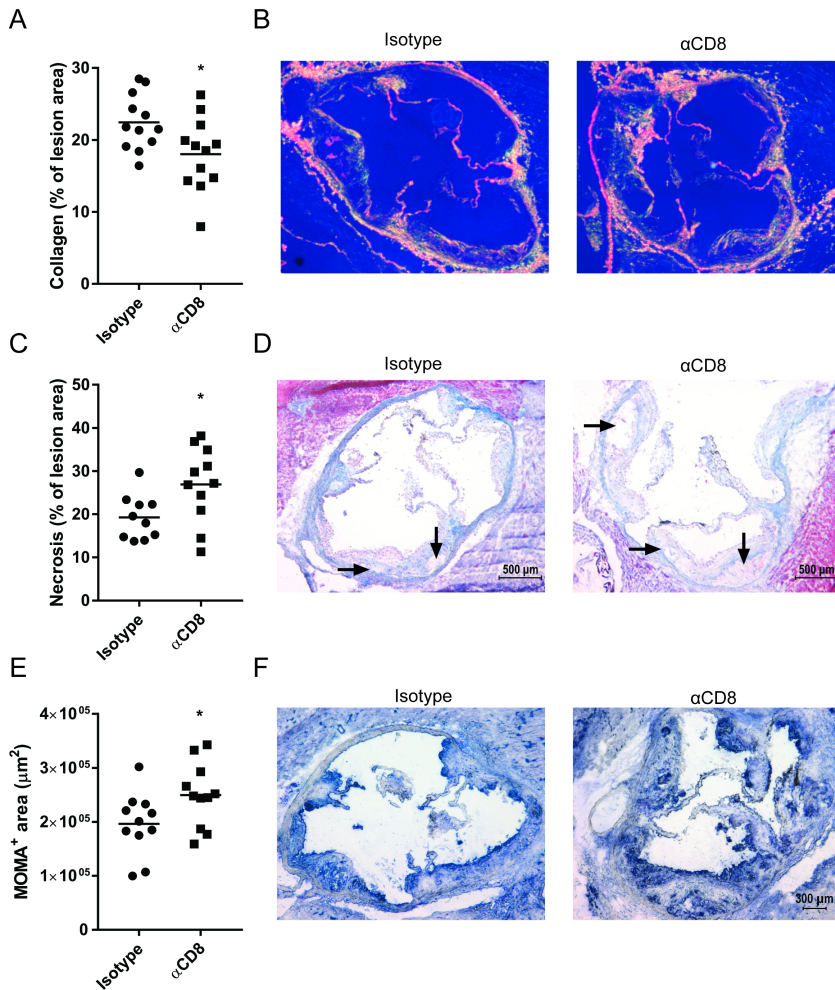 A
Collagen (% of lesion area)
30
20
10
0
*
Isotype
αCD8
B
Isotype
αCD8
C
Necrosis (% of lesion area)
50
40
30
20
10
0
*
Isotype
αCD8
D
Isotype
αCD8
500 µm
500 µm
E
MOMA⁺ area (µm²)
4×10⁰⁵
3×10⁰⁵
2×10⁰⁵
1×10⁰⁵
0
*
Isotype
αCD8
F
Isotype
αCD8
300 µm